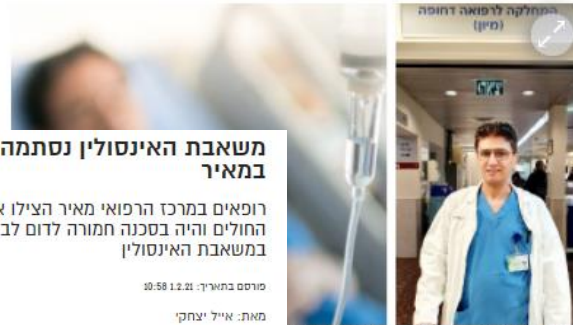 המחלקה לרפואה דחופה
(מיון)
משאבת האינסולין נסתמה
במאיר
רופאים במרכז הרפואי מאיר הצילו
החולים והיה בסכנה חמורה לדום
במשאבת האינסולין
פורסם בתאריך: 1.2.21 10:58
מאת: אייל יצחקי